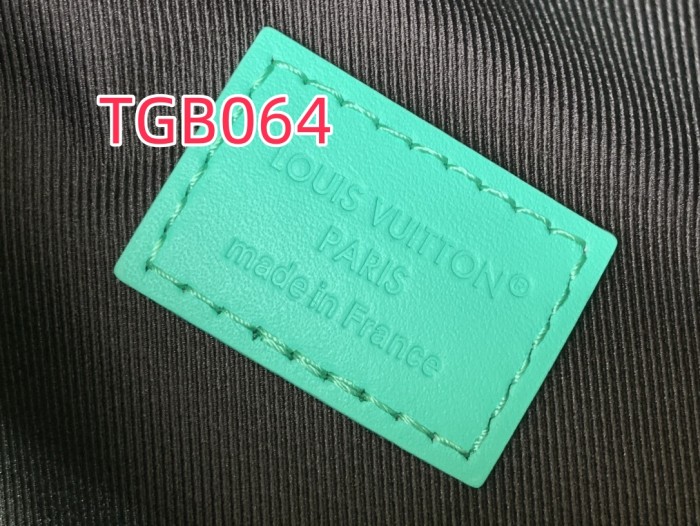 TGB064
LOUIS VUITTON®
PARIS
made in France